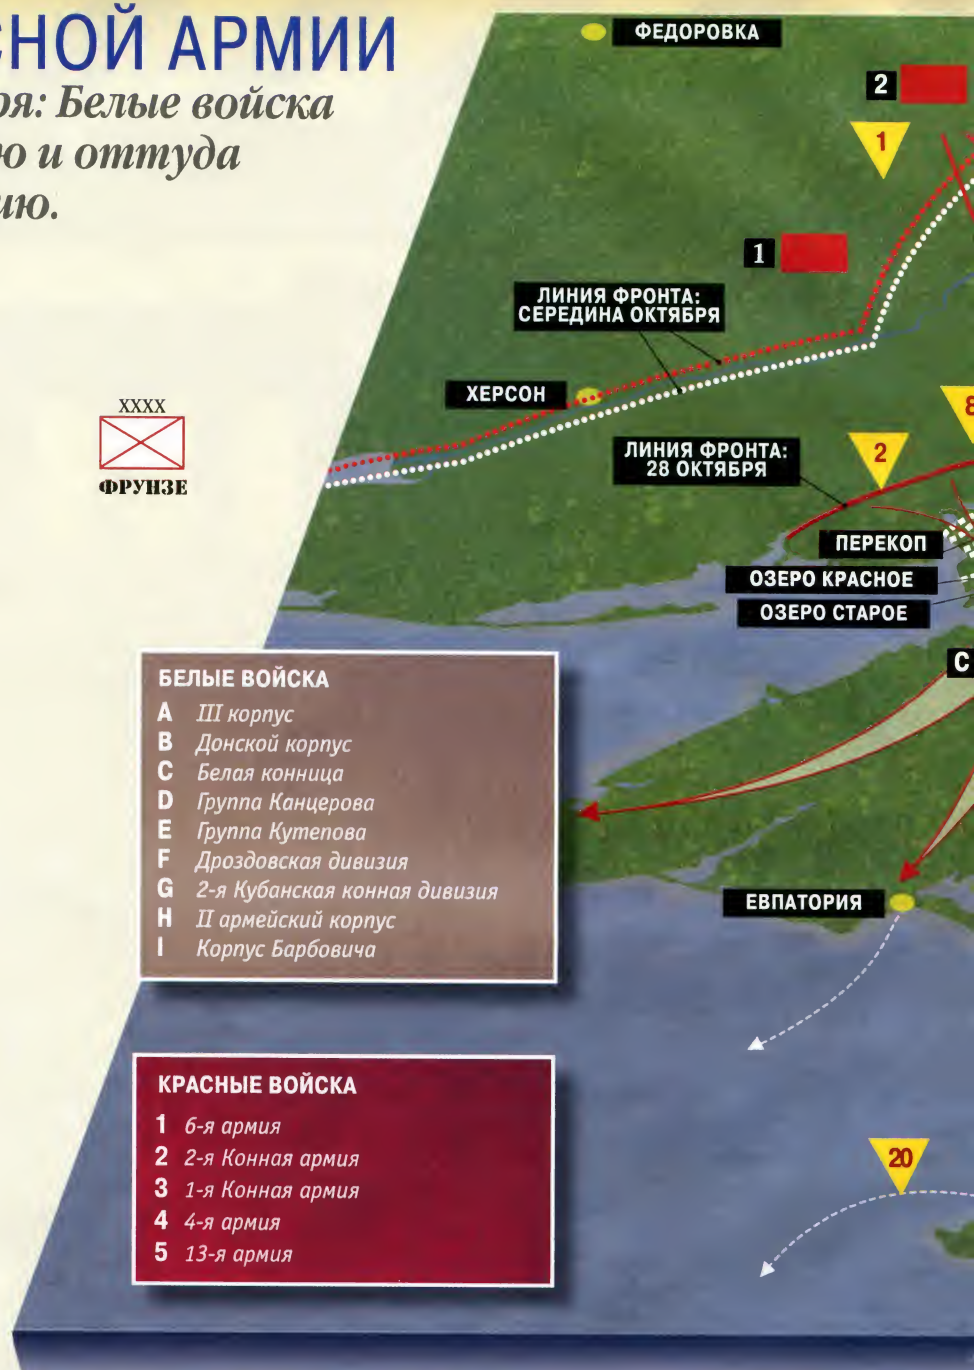 СНОЙ АРМИИ
ря: Белые войска
ю и оттуда
ию.
ФЕДОРОВКА
2
1
1
ЛИНИЯ ФРОНТА:
СЕРЕДИНА ОКТЯБРЯ
ХЕРСОН
XXXX
ФРУНЗЕ
8
ЛИНИЯ ФРОНТА:
28 ОКТЯБРЯ
2
ПЕРЕКОП
ОЗЕРО КРАСНОЕ
ОЗЕРО СТАРОЕ
C
БЕЛЫЕ ВОЙСКА
A III корпус
B Донской корпус
C Белая конница
D Группа Канцерова
E Группа Кутепова
F Дроздовская дивизия
G 2-я Кубанская конная дивизия
H II армейский корпус
I Корпус Барбовича
ЕВПАТОРИЯ
КРАСНЫЕ ВОЙСКА
1 6-я армия
2 2-я Конная армия
3 1-я Конная армия
4 4-я армия
5 13-я армия
20